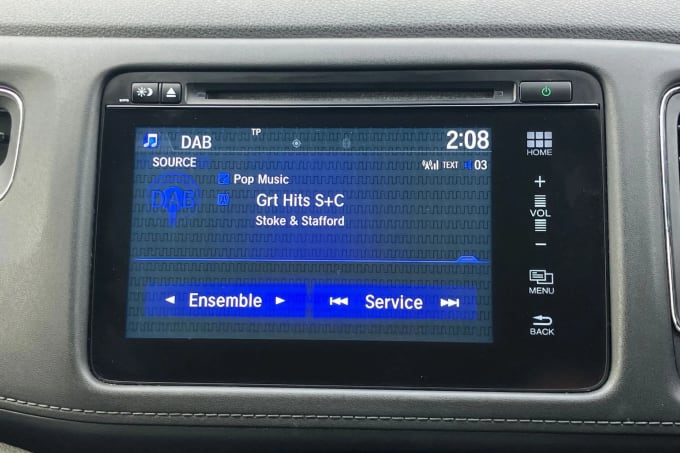 DAB
TP
2:08
SOURCE
TEXT
03
DAB
Pop Music
Grt Hits S+C
Stoke & Stafford
Ensemble
Service
HOME
+
VOL
−
MENU
BACK